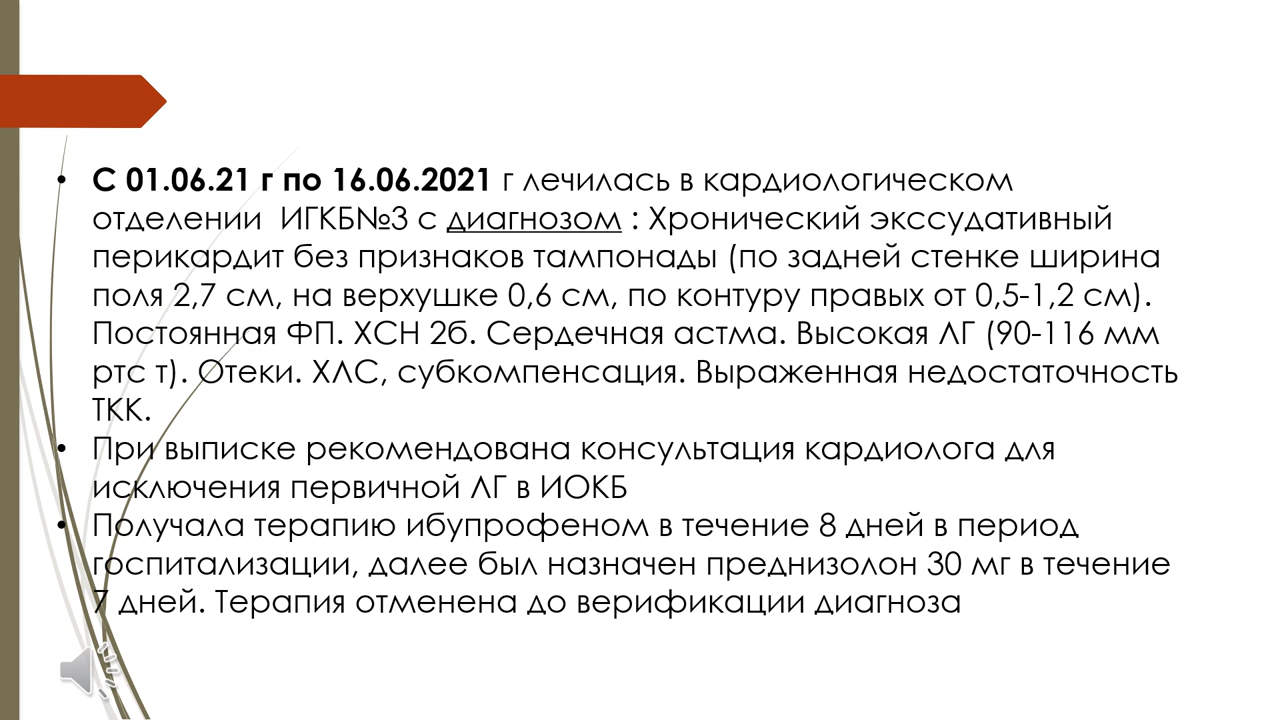 • С 01.06.21 г по 16.06.2021 г лечилась в кардиологическом
отделении  ИГКБ№3 с диагнозом : Хронический экссудативный
перикардит без признаков тампонады (по задней стенке ширина
поля 2,7 см, на верхушке 0,6 см, по контуру правых от 0,5-1,2 см).
Постоянная ФП. ХСН 2б. Сердечная астма. Высокая ЛГ (90-116 мм
ртс т). Отеки. ХЛС, субкомпенсация. Выраженная недостаточность
ТКК.
• При выписке рекомендована консультация кардиолога для
исключения первичной ЛГ в ИОКБ
• Получала терапию ибупрофеном в течение 8 дней в период
госпитализации, далее был назначен преднизолон 30 мг в течение
7 дней. Терапия отменена до верификации диагноза